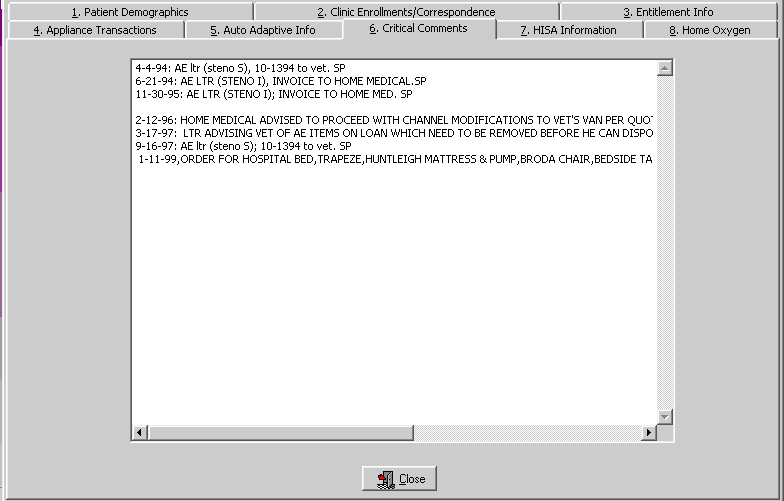 1. Patient Demographics 2. Clinic Enrollments/Correspondence 3. Entitlement Info
4. Appliance Transactions 5. Auto Adaptive Info 6. Critical Comments 7. HISA Information 8. Home Oxygen
4-4-94: AE ltr (steno S), 10-1394 to vet. SP
6-21-94: AE LTR (STENO I), INVOICE TO HOME MEDICAL.SP
11-30-95: AE LTR (STENO I); INVOICE TO HOME MED. SP
2-12-96: HOME MEDICAL ADVISED TO PROCEED WITH CHANNEL MODIFICATIONS TO VET'S VAN PER QUOT
3-17-97: LTR ADVISING VET OF AE ITEMS ON LOAN WHICH NEED TO BE REMOVED BEFORE HE CAN DISPO
9-16-97: AE ltr (steno S); 10-1394 to vet. SP
1-11-99,ORDER FOR HOSPITAL BED,TRAPEZE,HUNTLEIGH MATTRESS & PUMP,BRODA CHAIR,BEDSIDE TA
Close